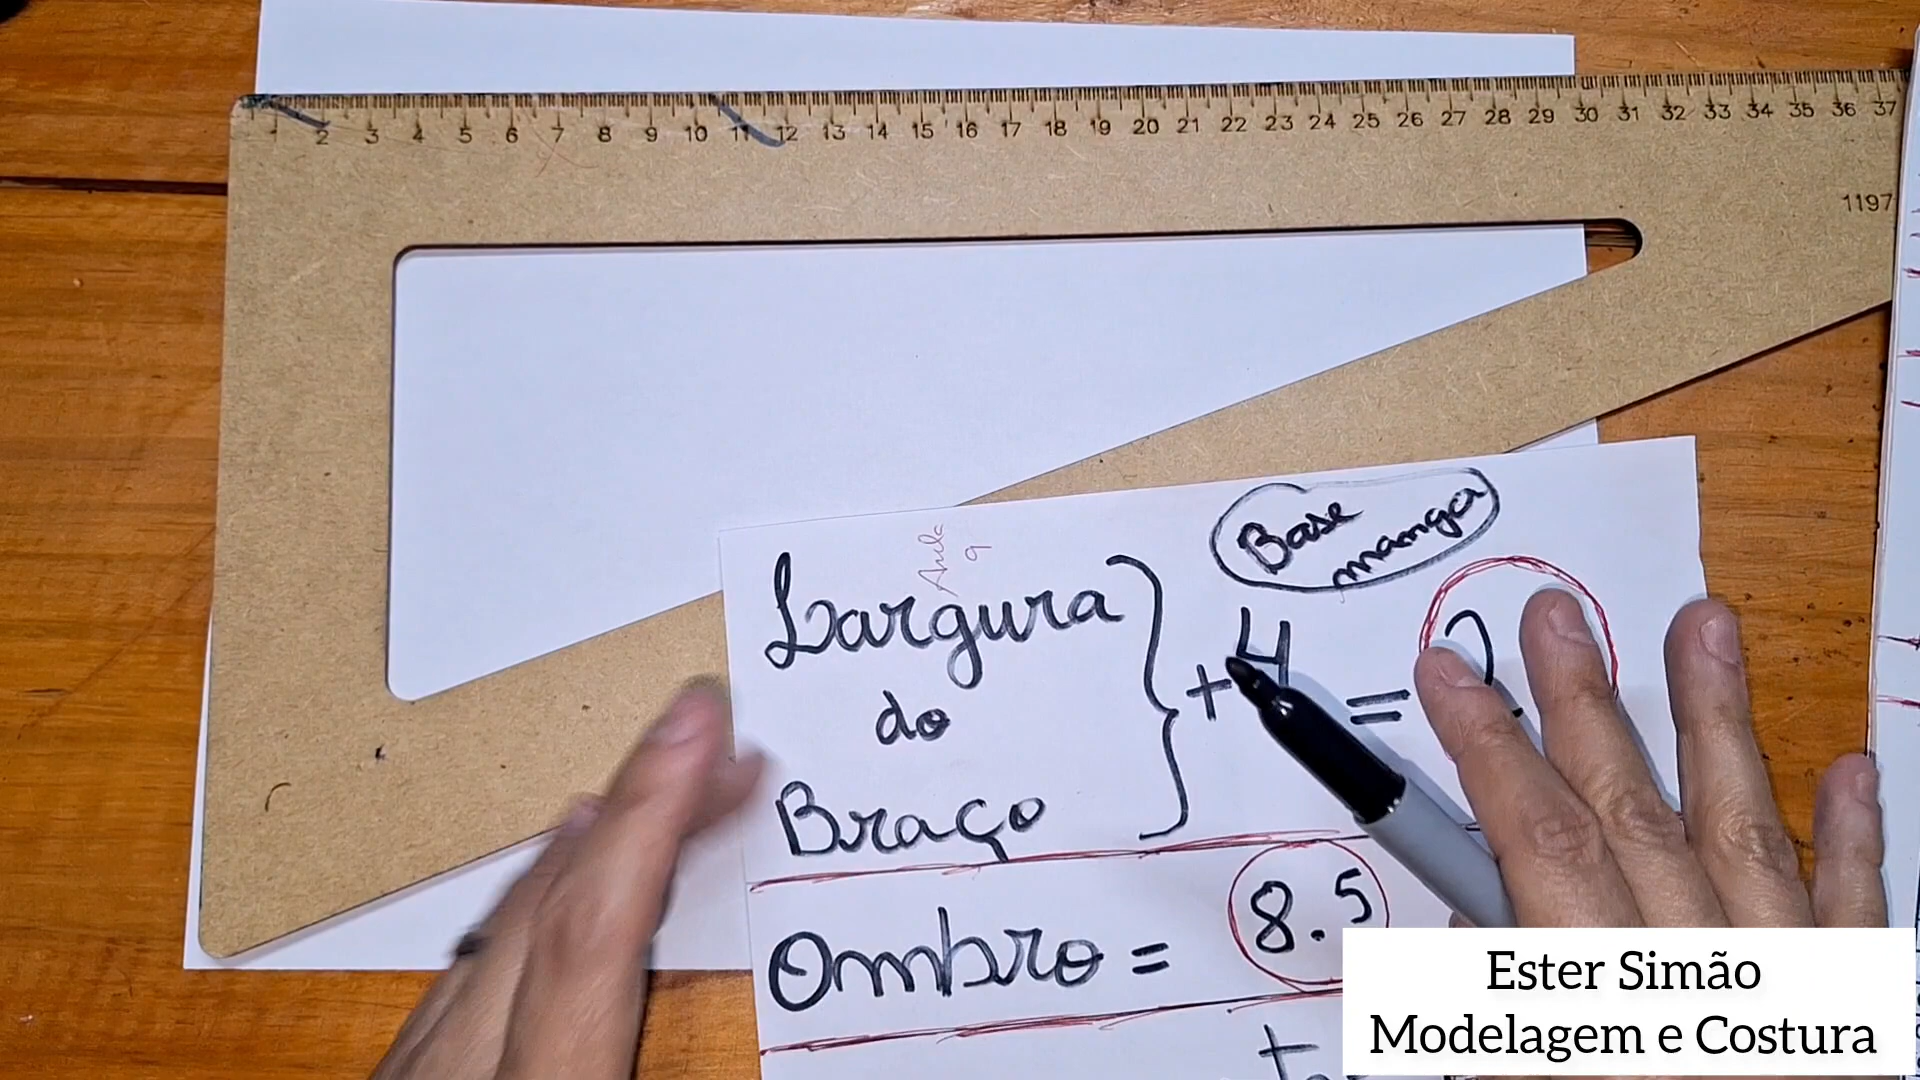 1 2 3 4 5 6 7 8 9 10 11 12 13 14 15 16 17 18 19 20 21 22 23 24 25 26 27 28 29 30 31 32 33 34 35 36 37
1197
Aula
9
Base
manga
Largura
do
Braço
+4 =
Ombro = 8.5
Ester Simão
Modelagem e Costura